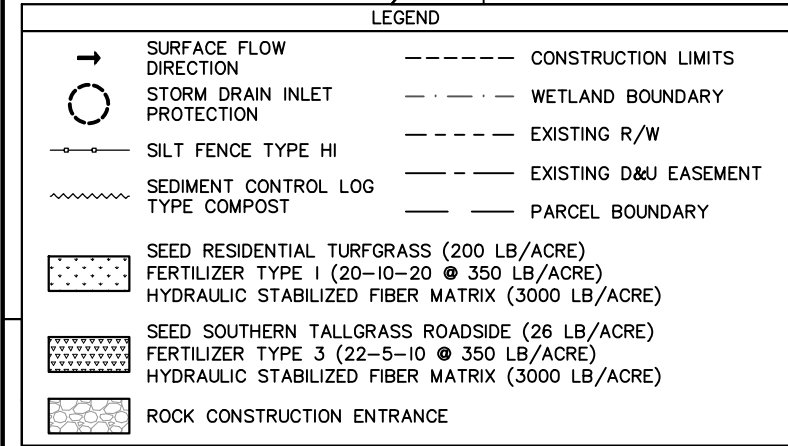 LEGEND
SURFACE FLOW
DIRECTION
STORM DRAIN INLET
PROTECTION
SILT FENCE TYPE HI
SEDIMENT CONTROL LOG
TYPE COMPOST
CONSTRUCTION LIMITS
WETLAND BOUNDARY
EXISTING R/W
EXISTING D&U EASEMENT
PARCEL BOUNDARY
SEED RESIDENTIAL TURFGRASS (200 LB/ACRE)
FERTILIZER TYPE 1 (20-10-20 @ 350 LB/ACRE)
HYDRAULIC STABILIZED FIBER MATRIX (3000 LB/ACRE)
SEED SOUTHERN TALLGRASS ROADSIDE (26 LB/ACRE)
FERTILIZER TYPE 3 (22-5-10 @ 350 LB/ACRE)
HYDRAULIC STABILIZED FIBER MATRIX (3000 LB/ACRE)
ROCK CONSTRUCTION ENTRANCE